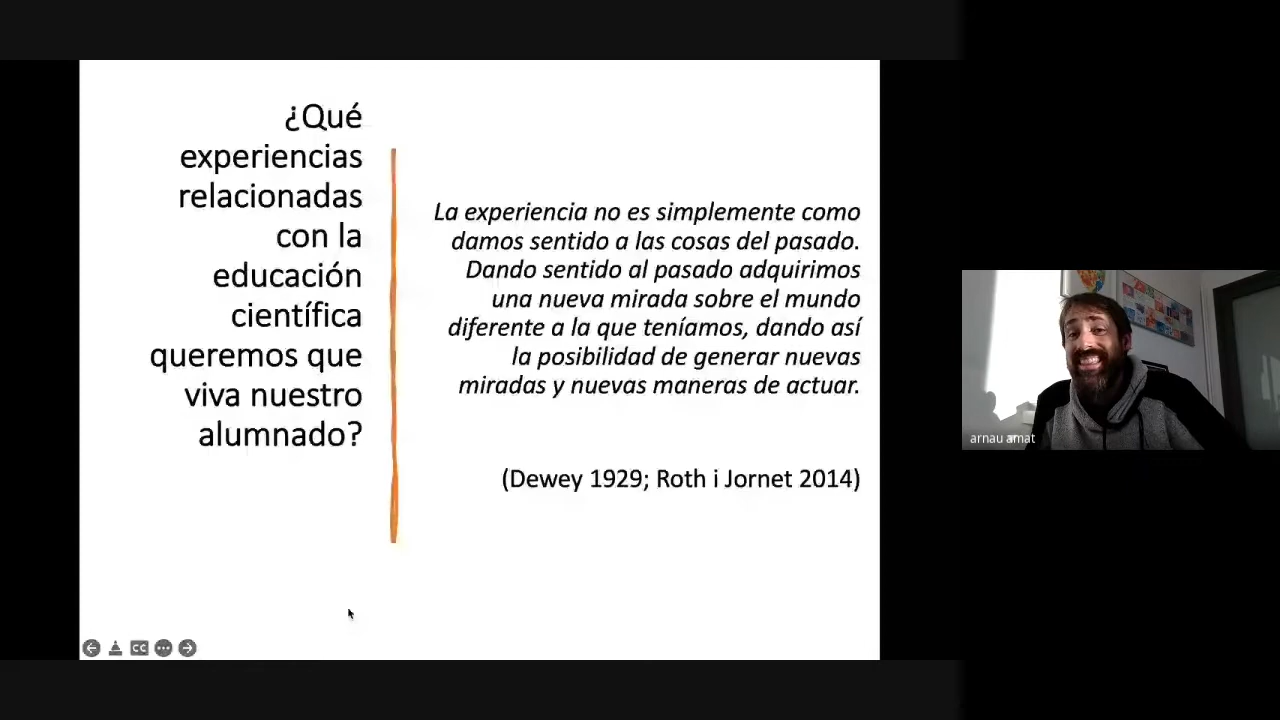 ¿Qué
experiencias
relacionadas
con la
educación
científica
queremos que
viva nuestro
alumnado?
La experiencia no es simplemente como
damos sentido a las cosas del pasado.
Dando sentido al pasado adquirimos
una nueva mirada sobre el mundo
diferente a la que teníamos, dando así
la posibilidad de generar nuevas
miradas y nuevas maneras de actuar.
(Dewey 1929; Roth i Jornet 2014)
arnau amat
CC